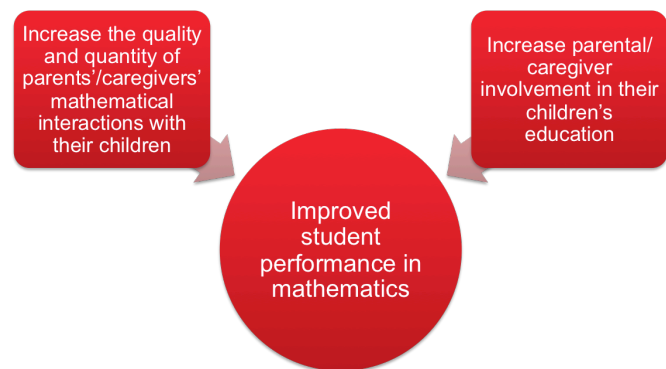 Increase the quality
and quantity of
parents’/caregivers’
mathematical
interactions with
their children
Increase parental/
caregiver
involvement in their
children’s
education
Improved
student
performance in
mathematics